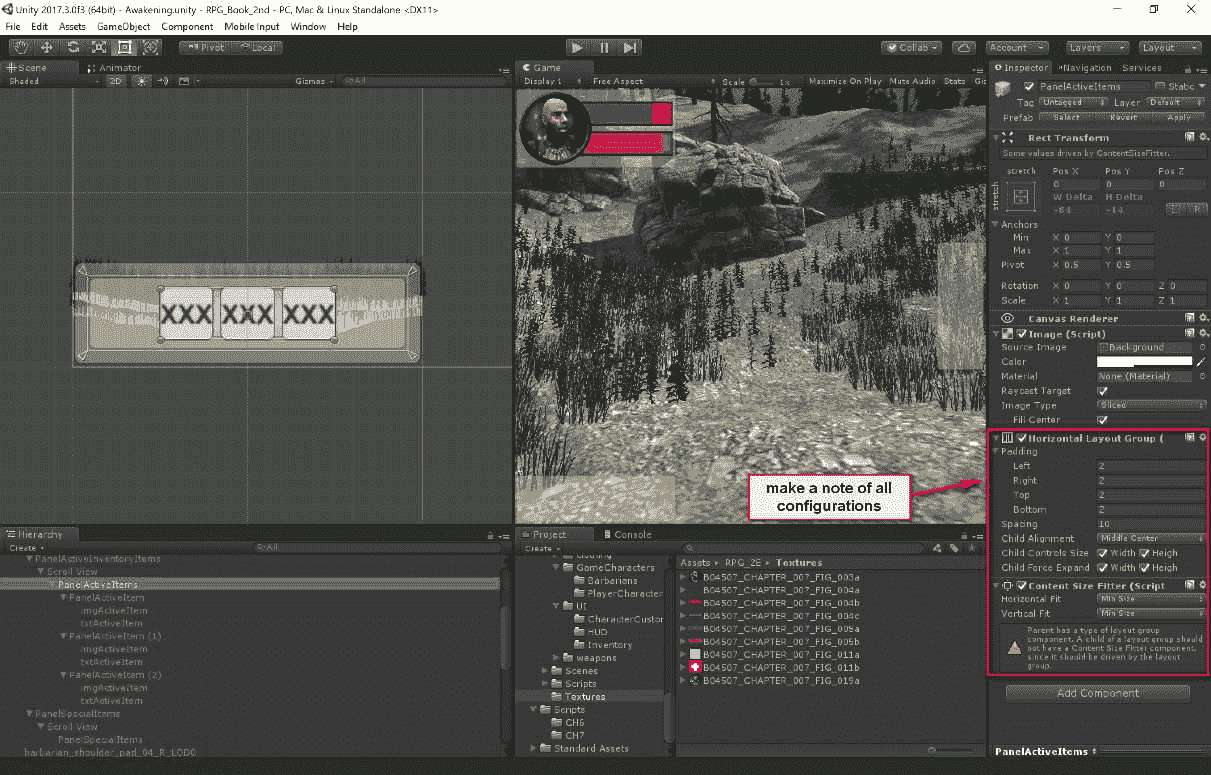 Unity 2017.3.0f3 (64bit) - Awakening.unity - RPG_Book_2nd - PC, Mac & Linux Standalone <DX11>
File Edit Assets GameObject Component Mobile Input Window Help
Pivot Local Collab Account Layers Layout
Scene Animator
Shaded 2D Gizmos All
Game
Display 1 Free Aspect Scale 1x Maximize On Play Mute Audio Stats Gi
XXX XXX XXX
make a note of all
configurations
Inspector Navigation Services
PanelActiveItems Static
Tag Untagged Layer Default
Prefab Select Revert Apply
Rect Transform
Some values driven by ContentSizeFitter.
stretch Pos X Pos Y Pos Z
stretch 0 0 0
W Delta H Delta
-84 -14 R
Anchors
Min X 0 Y 0
Max X 1 Y 1
Pivot X 0.5 Y 0.5
Rotation X 0 Y 0 Z 0
Scale X 1 Y 1 Z 1
Canvas Renderer
Image (Script)
Source Image Background
Color
Material None (Material)
Raycast Target
Image Type Sliced
Fill Center
Horizontal Layout Group (
Padding
Left 2
Right 2
Top 2
Bottom 2
Spacing 10
Child Alignment Middle Center
Child Controls Size Width Heigh
Child Force Expand Width Heigh
Content Size Fitter (Script
Horizontal Fit Min Size
Vertical Fit Min Size
Parent has a type of layout group
component. A child of a layout group should
not have a Content Size Fitter component,
since it should be driven by the layout
group.
Add Component
PanelActiveItems
Hierarchy
Create All
PanelActiveInventoryItems
Scroll View
PanelActiveItems
PanelActiveItem
imgActiveItem
txtActiveItem
PanelActiveItem (1)
imgActiveItem
txtActiveItem
PanelActiveItem (2)
imgActiveItem
txtActiveItem
PanelSpecialItems
Scroll View
PanelSpecialItems
barbarian_shoulder_pad_04_R_LOD0
Project Console
Create
Clothing
GameCharacters
Barbarians
PlayerCharacter
UI
CharacterCustor
HUD
Inventory
weapons
Scenes
Scripts
Textures
Scripts
CH6
CH7
Standard Assets
Assets RPG_2E Textures
B04507_CHAPTER_007_FIG_003a
B04507_CHAPTER_007_FIG_004a
B04507_CHAPTER_007_FIG_004b
B04507_CHAPTER_007_FIG_004c
B04507_CHAPTER_007_FIG_005a
B04507_CHAPTER_007_FIG_005b
B04507_CHAPTER_007_FIG_011a
B04507_CHAPTER_007_FIG_011b
B04507_CHAPTER_007_FIG_019a